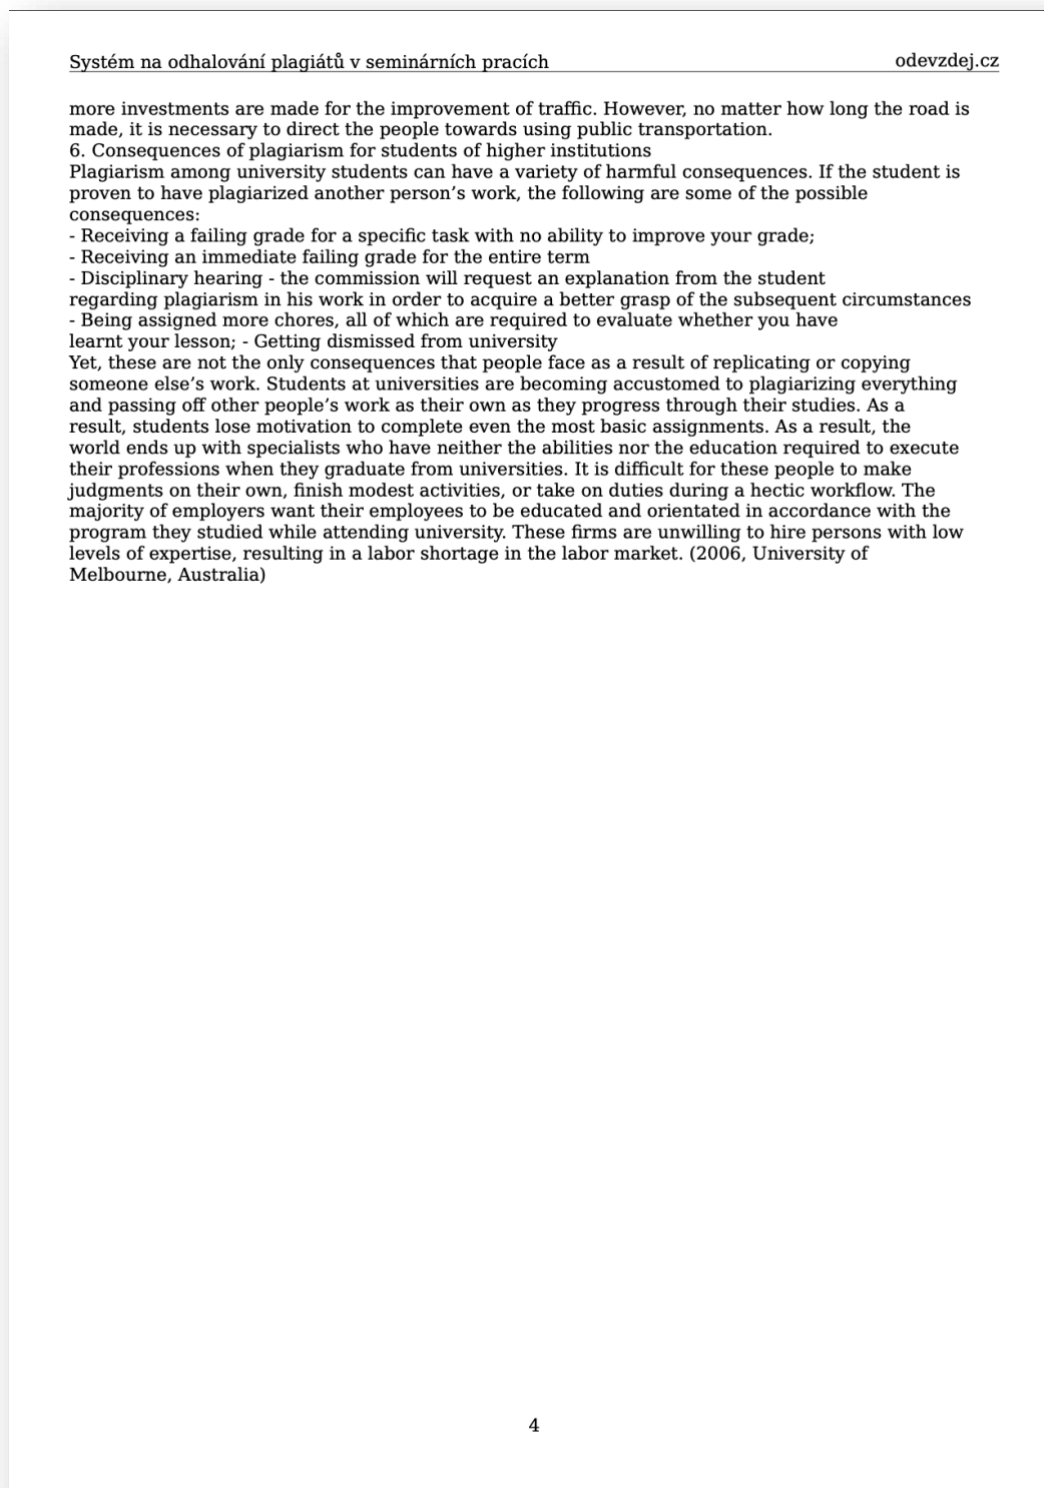 Systém na odhalování plagiátů v seminárních pracích odevzdej.cz
more investments are made for the improvement of traffic. However, no matter how long the road is
made, it is necessary to direct the people towards using public transportation.
6. Consequences of plagiarism for students of higher institutions
Plagiarism among university students can have a variety of harmful consequences. If the student is
proven to have plagiarized another person’s work, the following are some of the possible
consequences:
- Receiving a failing grade for a specific task with no ability to improve your grade;
- Receiving an immediate failing grade for the entire term
- Disciplinary hearing - the commission will request an explanation from the student
regarding plagiarism in his work in order to acquire a better grasp of the subsequent circumstances
- Being assigned more chores, all of which are required to evaluate whether you have
learnt your lesson; - Getting dismissed from university
Yet, these are not the only consequences that people face as a result of replicating or copying
someone else’s work. Students at universities are becoming accustomed to plagiarizing everything
and passing off other people’s work as their own as they progress through their studies. As a
result, students lose motivation to complete even the most basic assignments. As a result, the
world ends up with specialists who have neither the abilities nor the education required to execute
their professions when they graduate from universities. It is difficult for these people to make
judgments on their own, finish modest activities, or take on duties during a hectic workflow. The
majority of employers want their employees to be educated and orientated in accordance with the
program they studied while attending university. These firms are unwilling to hire persons with low
levels of expertise, resulting in a labor shortage in the labor market. (2006, University of
Melbourne, Australia)
4